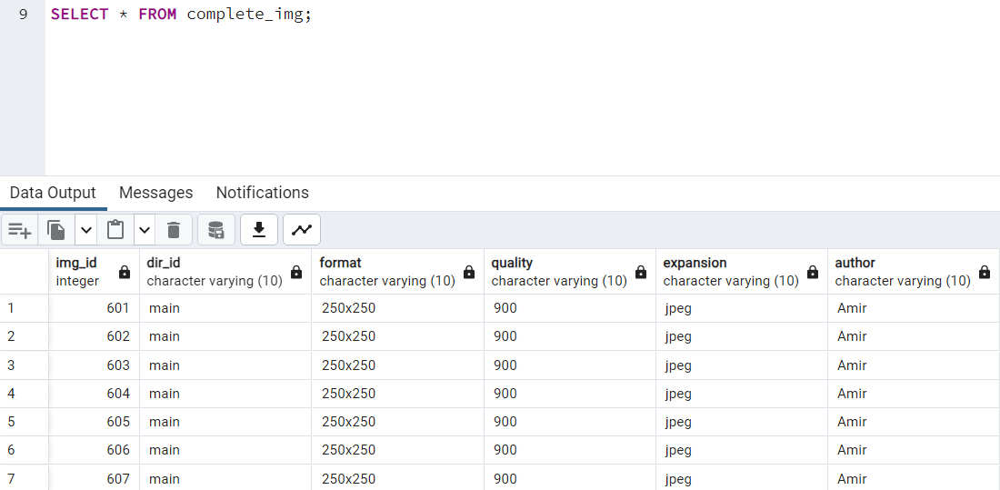 9 SELECT * FROM complete_img;
Data Output Messages Notifications
img_id dir_id format quality expansion author
integer character varying (10) character varying (10) character varying (10) character varying (10) character varying (10)
1 601 main 250x250 900 jpeg Amir
2 602 main 250x250 900 jpeg Amir
3 603 main 250x250 900 jpeg Amir
4 604 main 250x250 900 jpeg Amir
5 605 main 250x250 900 jpeg Amir
6 606 main 250x250 900 jpeg Amir
7 607 main 250x250 900 jpeg Amir